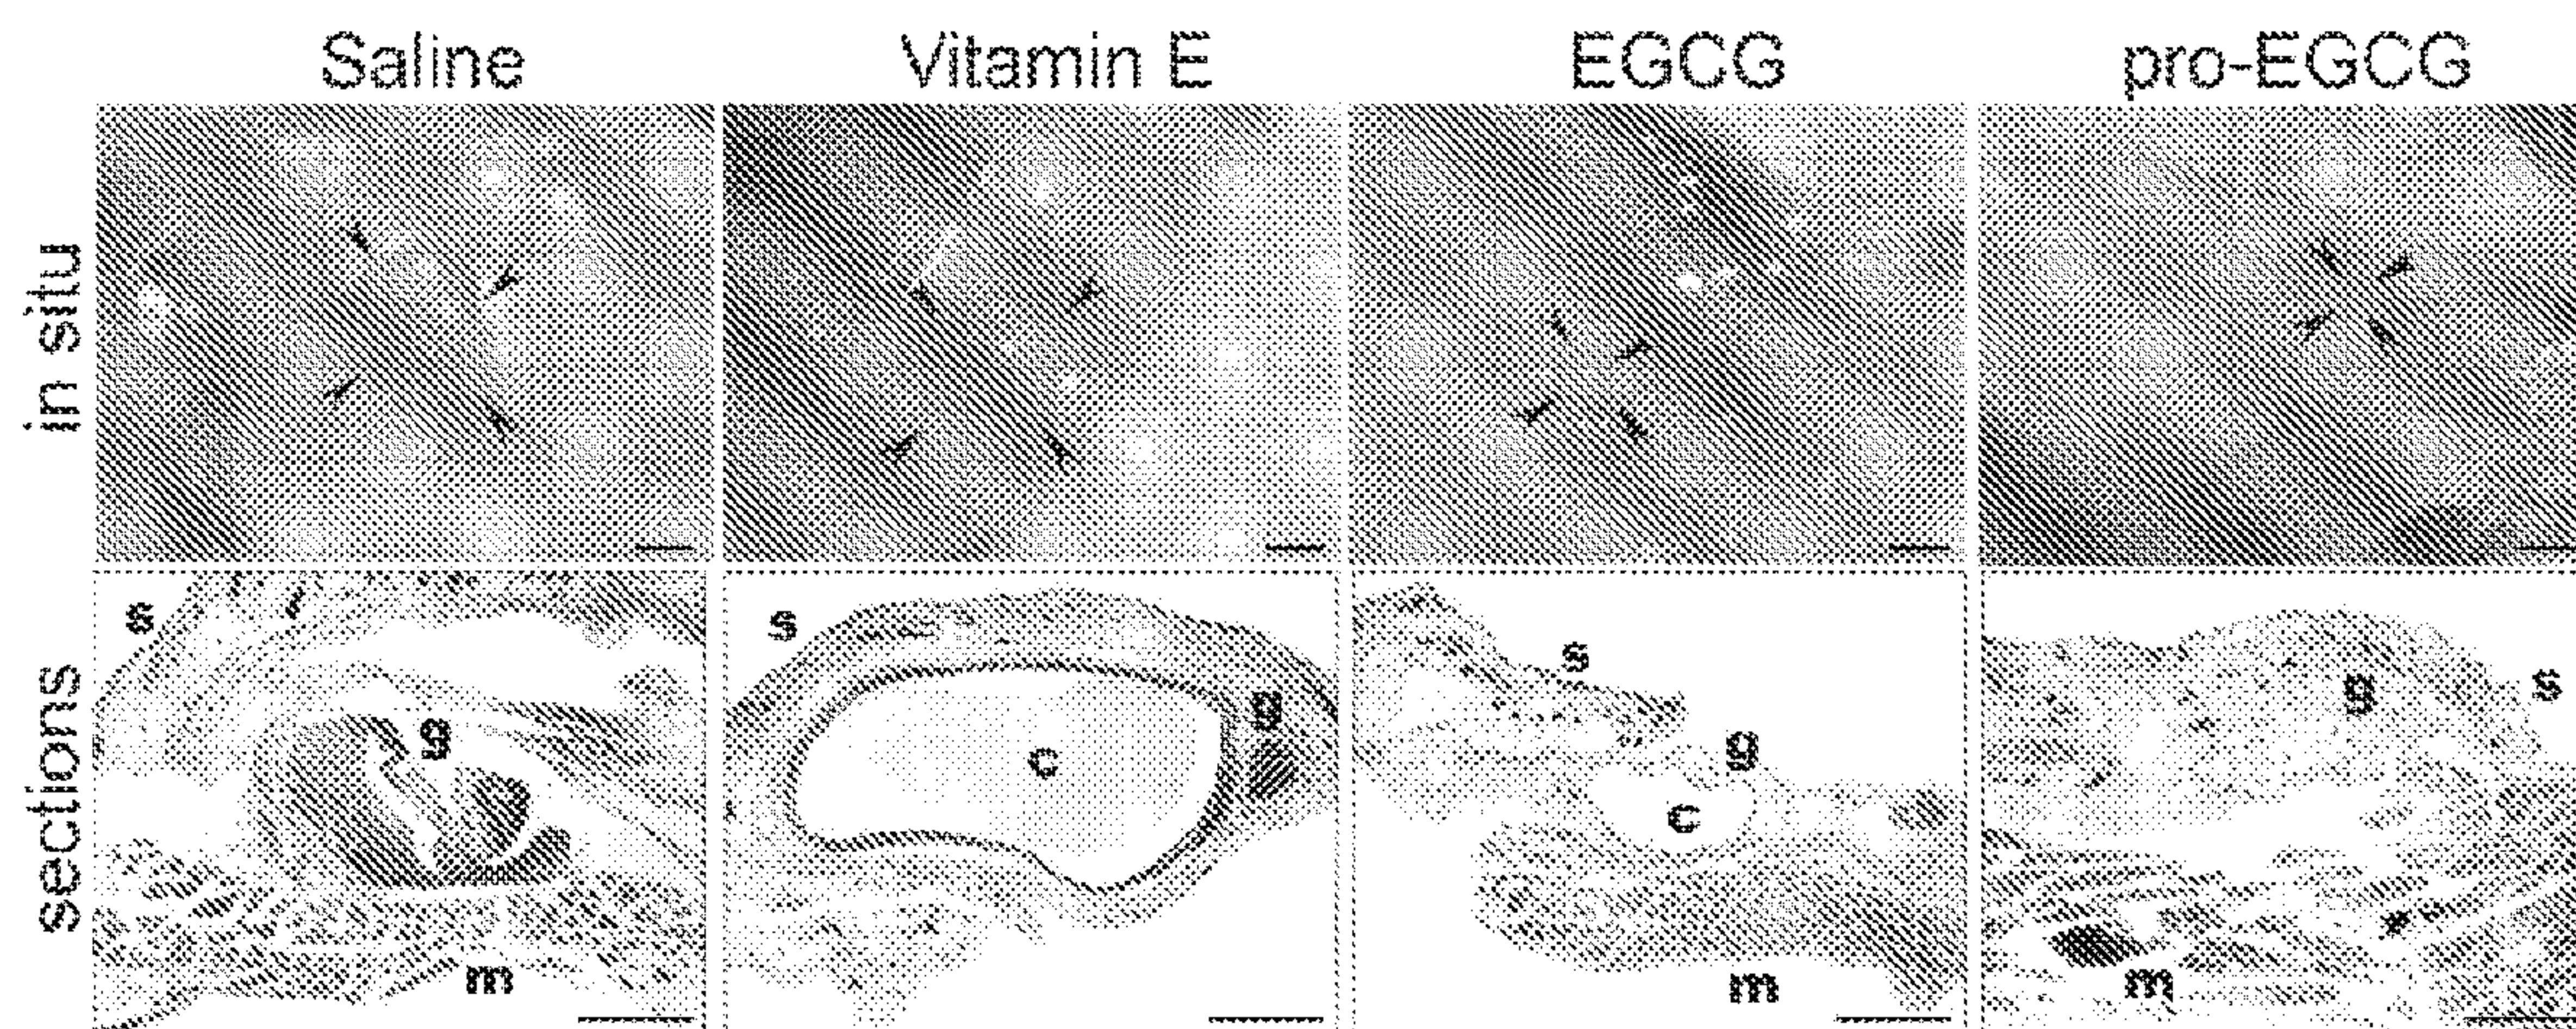 Saline Vitamin E EGCG pro-EGCG
in situ
sections
s g m
s c g
s g c m
g s m